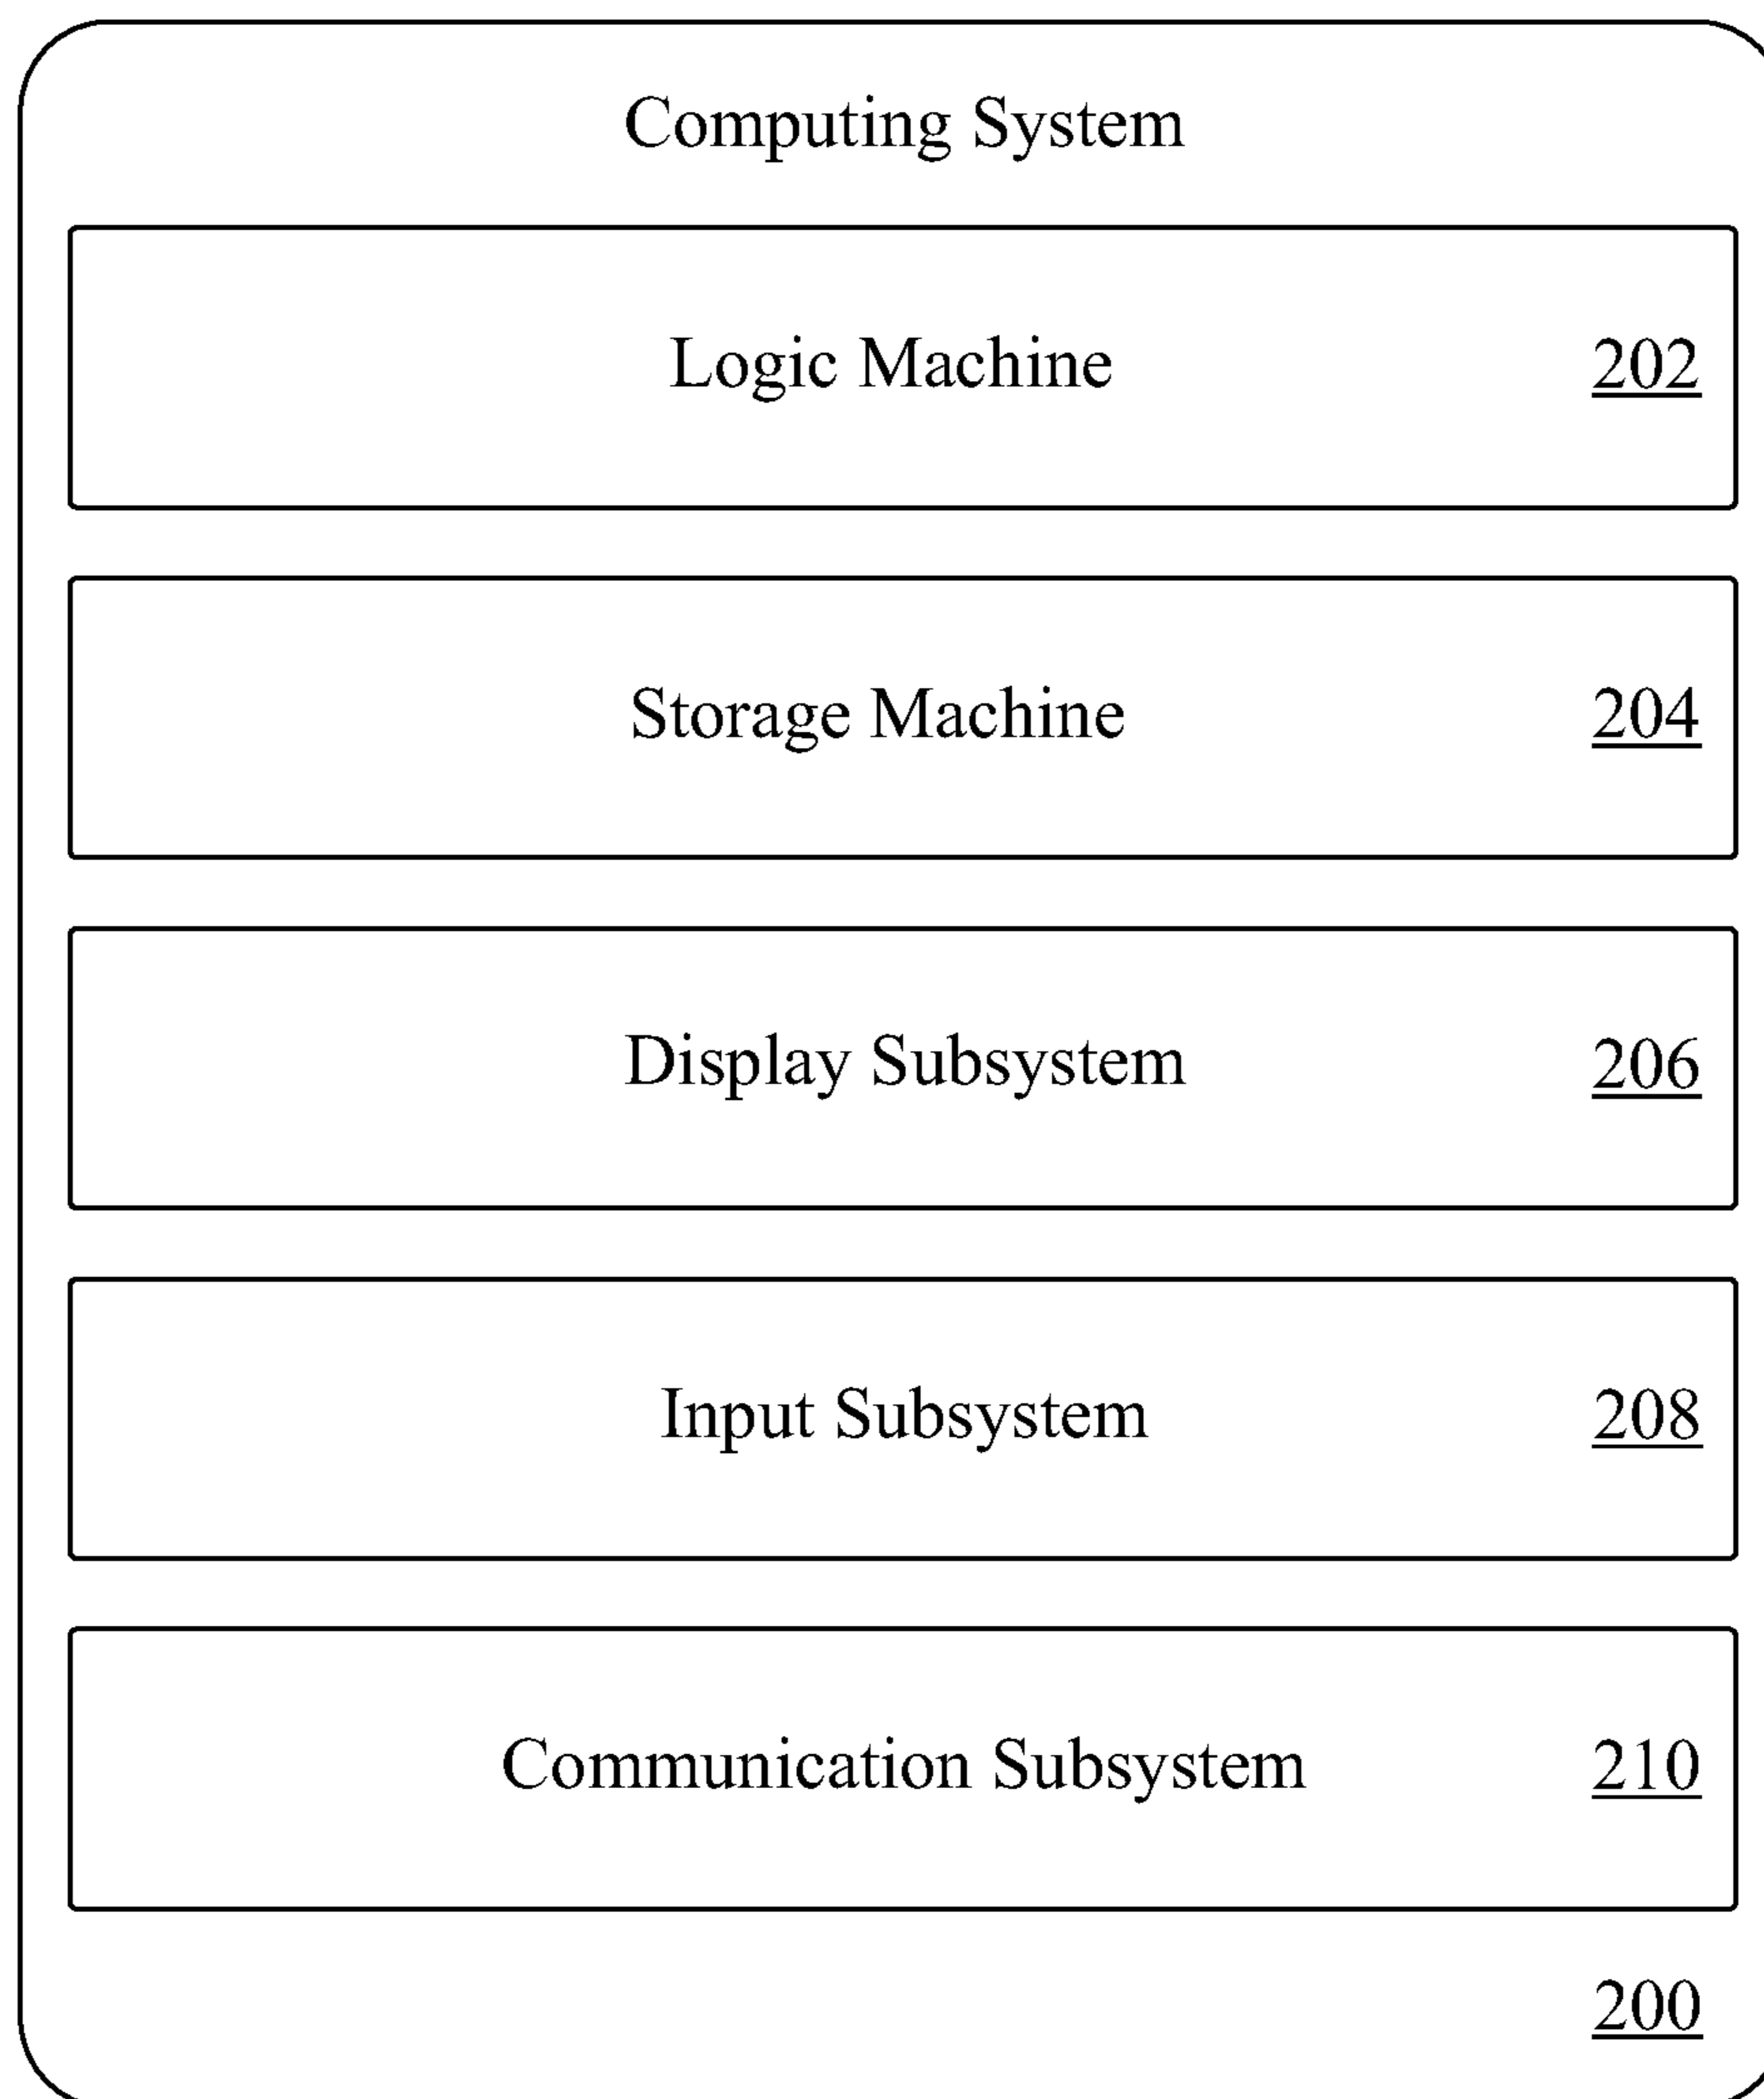 Computing System
Logic Machine 202
Storage Machine 204
Display Subsystem 206
Input Subsystem 208
Communication Subsystem 210
200